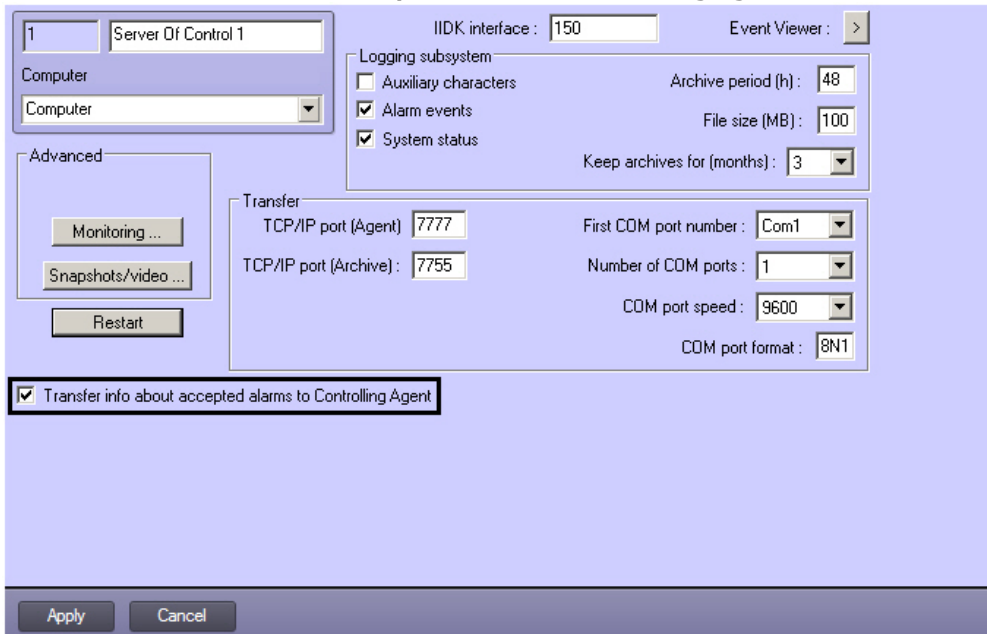 1 Server Of Control 1
IIDK interface : 150
Event Viewer : >
Computer
Computer
Logging subsystem
Auxiliary characters
Alarm events
System status
Archive period (h) : 48
File size (MB) : 100
Keep archives for (months) : 3
Advanced
Monitoring ...
Snapshots/video ...
Restart
Transfer
TCP/IP port (Agent) 7777
TCP/IP port (Archive) : 7755
First COM port number : Com1
Number of COM ports : 1
COM port speed : 9600
COM port format : 8N1
Transfer info about accepted alarms to Controlling Agent
Apply Cancel